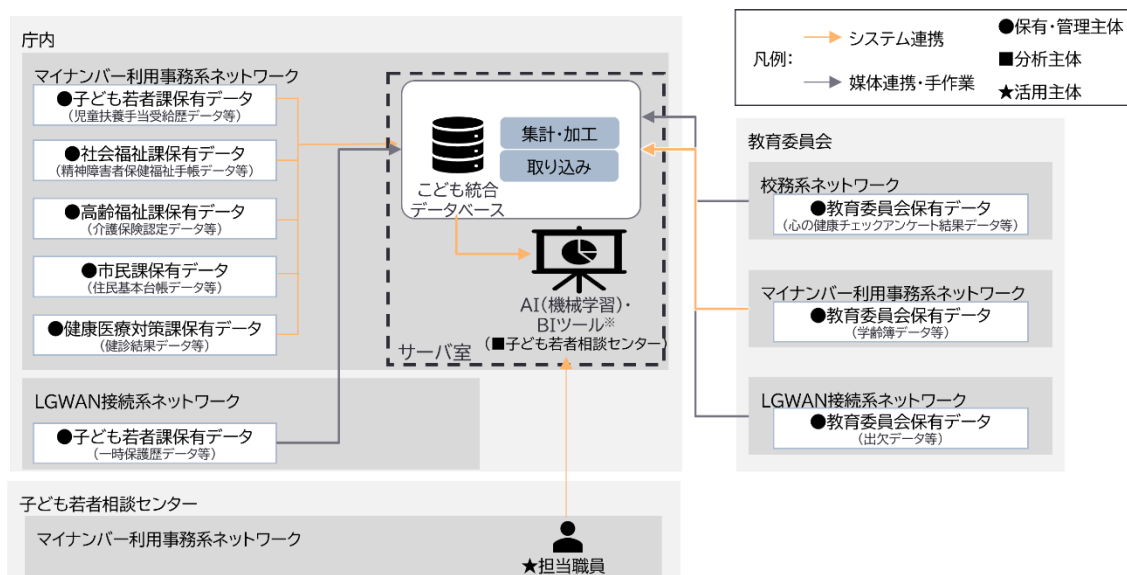 庁内
マイナンバー利用事務系ネットワーク
●子ども若者課保有データ
(児童扶養手当受給歴データ等)
●社会福祉課保有データ
(精神障害者保健福祉手帳データ等)
●高齢福祉課保有データ
(介護保険認定データ等)
●市民課保有データ
(住民基本台帳データ等)
●健康医療対策課保有データ
(健診結果データ等)
こども統合
データベース
集計・加工
取り込み
AI(機械学習)・
BIツール※
(■子ども若者相談センター)
サーバ室
LGWAN接続系ネットワーク
●子ども若者課保有データ
(一時保護歴データ等)
子ども若者相談センター
マイナンバー利用事務系ネットワーク
★担当職員
凡例:
システム連携
媒体連携・手作業
●保有・管理主体
■分析主体
★活用主体
教育委員会
校務系ネットワーク
●教育委員会保有データ
(心の健康チェックアンケート結果データ等)
マイナンバー利用事務系ネットワーク
●教育委員会保有データ
(学齢簿データ等)
LGWAN接続系ネットワーク
●教育委員会保有データ
(出欠データ等)